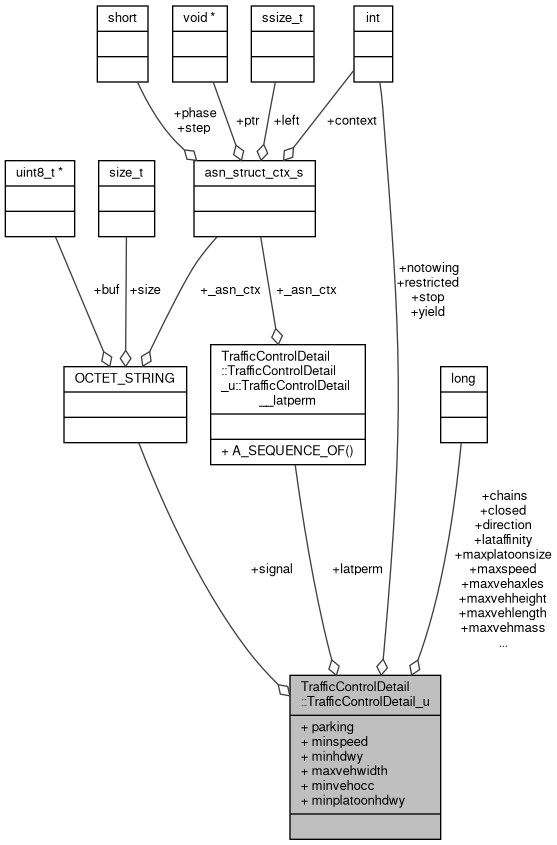 short
void *
ssize_t
int
+phase
+step
+ptr
+left
+context
uint8_t *
size_t
asn_struct_ctx_s
+buf
+size
+_asn_ctx
+_asn_ctx
+notowing
+restricted
+stop
+yield
OCTET_STRING
TrafficControlDetail
::TrafficControlDetail
_u::TrafficControlDetail
__latperm
+ A_SEQUENCE_OF()
long
+signal
+latperm
+chains
+closed
+direction
+lataffinity
+maxplatoonsize
+maxspeed
+maxvehaxles
+maxvehheight
+maxvehlength
+maxvehmass
...
TrafficControlDetail
::TrafficControlDetail_u
+ parking
+ minspeed
+ minhdwy
+ maxvehwidth
+ minvehocc
+ minplatoonhdwy